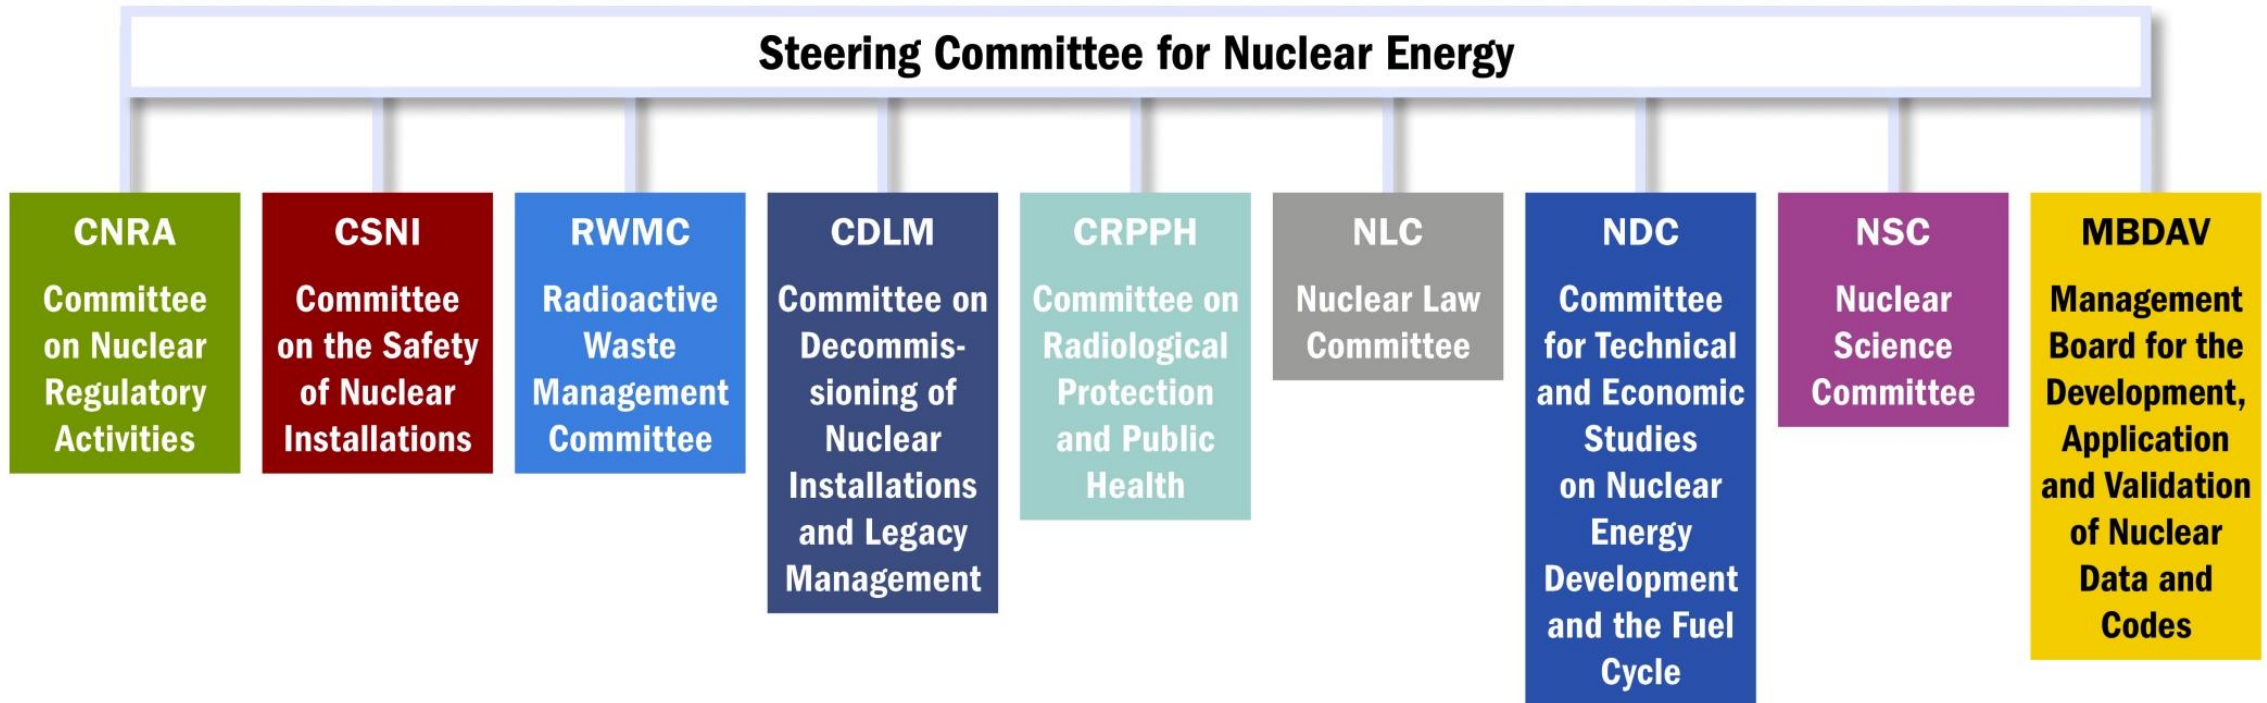 Steering Committee for Nuclear Energy
CNRA
Committee
on Nuclear
Regulatory
Activities
CSNI
Committee
on the Safety
of Nuclear
Installations
RWMC
Radioactive
Waste
Management
Committee
CDLM
Committee on
Decommis-
sioning of
Nuclear
Installations
and Legacy
Management
CRPPH
Committee on
Radiological
Protection
and Public
Health
NLC
Nuclear Law
Committee
NDC
Committee
for Technical
and Economic
Studies
on Nuclear
Energy
Development
and the Fuel
Cycle
NSC
Nuclear
Science
Committee
MBDAV
Management
Board for the
Development,
Application
and Validation
of Nuclear
Data and
Codes